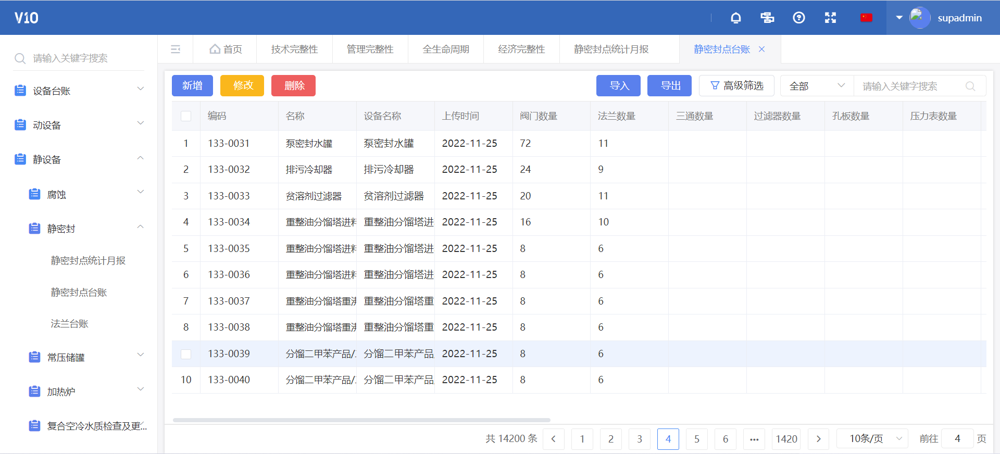 V10
supadmin
请输入关键字搜索
设备台账
动设备
静设备
腐蚀
静密封
静密封点统计月报
静密封点台账
法兰台账
常压储罐
加热炉
复合空冷水质检查及更...
首页 技术完整性 管理完整性 全生命周期 经济完整性 静密封点统计月报 静密封点台账
新增 修改 删除 导入 导出 高级筛选 全部 请输入关键字搜索
编码 名称 设备名称 上传时间 阀门数量 法兰数量 三通数量 过滤器数量 孔板数量 压力表数量
1 133-0031 泵密封水罐 泵密封水罐 2022-11-25 72 11
2 133-0032 排污冷却器 排污冷却器 2022-11-25 24 9
3 133-0033 贫溶剂过滤器 贫溶剂过滤器 2022-11-25 20 11
4 133-0034 重整油分馏塔进料 重整油分馏塔进 2022-11-25 16 10
5 133-0035 重整油分馏塔进料 重整油分馏塔进 2022-11-25 8 6
6 133-0036 重整油分馏塔进料 重整油分馏塔进 2022-11-25 8 6
7 133-0037 重整油分馏塔重沸 重整油分馏塔重 2022-11-25 8 6
8 133-0038 重整油分馏塔重沸 重整油分馏塔重 2022-11-25 8 6
133-0039 分馏二甲苯产品/ 分馏二甲苯产品 2022-11-25 8 6
10 133-0040 分馏二甲苯产品/ 分馏二甲苯产品 2022-11-25 8 6
共 14200 条 1 2 3 4 5 6 ••• 1420 10条/页 前往 4 页